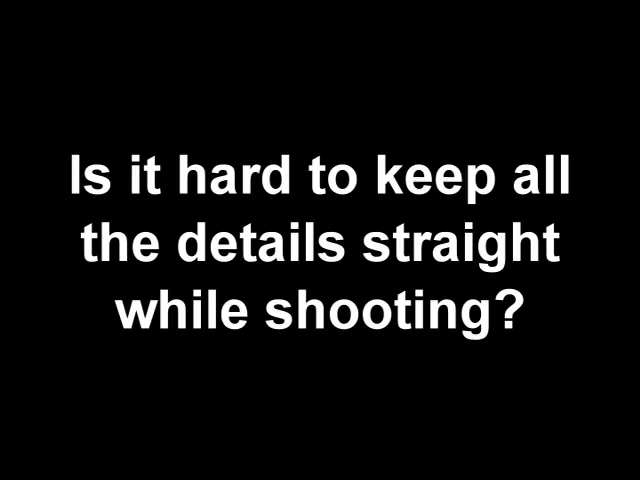 Is it hard to keep all
the details straight
while shooting?